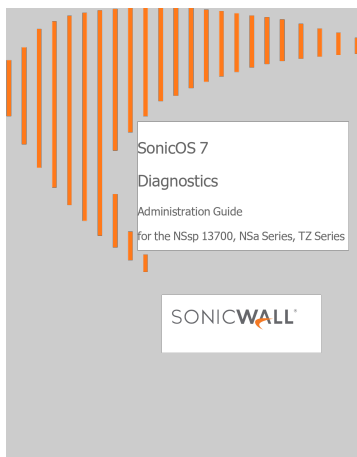 SonicOS 7
Diagnostics
Administration Guide
for the NSsp 13700, NSa Series, TZ Series
SONICWALL®